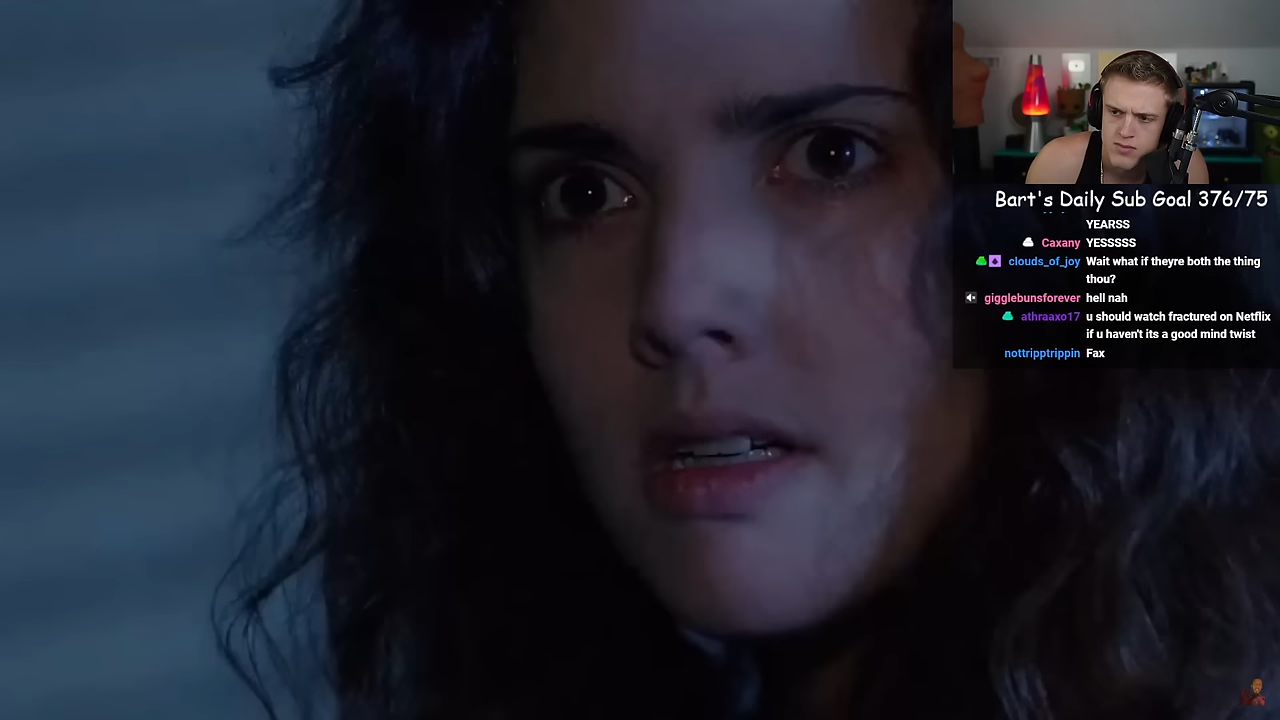 Bart's Daily Sub Goal 376/75
YEARSS
Caxany YESSSSS
clouds_of_joy Wait what if theyre both the thing
thou?
gigglebunsforever hell nah
athraaxo17 u should watch fractured on Netflix
if u haven't its a good mind twist
nottripptrippin Fax